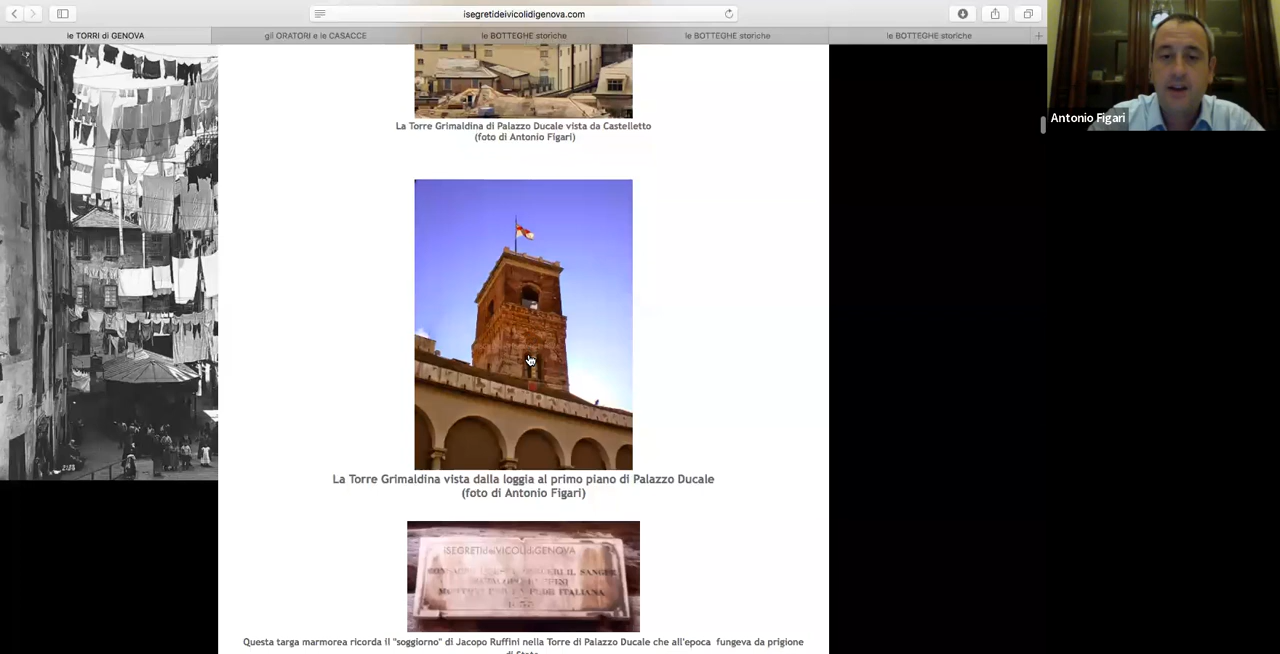 isegretideivicolidigenova.com
le TORRI di GENOVA
gli ORATORI e le CASACCE
le BOTTEGHE storiche
le BOTTEGHE storiche
le BOTTEGHE storiche
Antonio Figari
La Torre Grimaldina di Palazzo Ducale vista da Castelletto
(foto di Antonio Figari)
La Torre Grimaldina vista dalla loggia al primo piano di Palazzo Ducale
(foto di Antonio Figari)
iSEGRETIdeiVICOLIdiGENOVA
IL SANGUE
ITALIANA
Questa targa marmorea ricorda il "soggiorno" di Jacopo Ruffini nella Torre di Palazzo Ducale che all'epoca fungeva da prigione